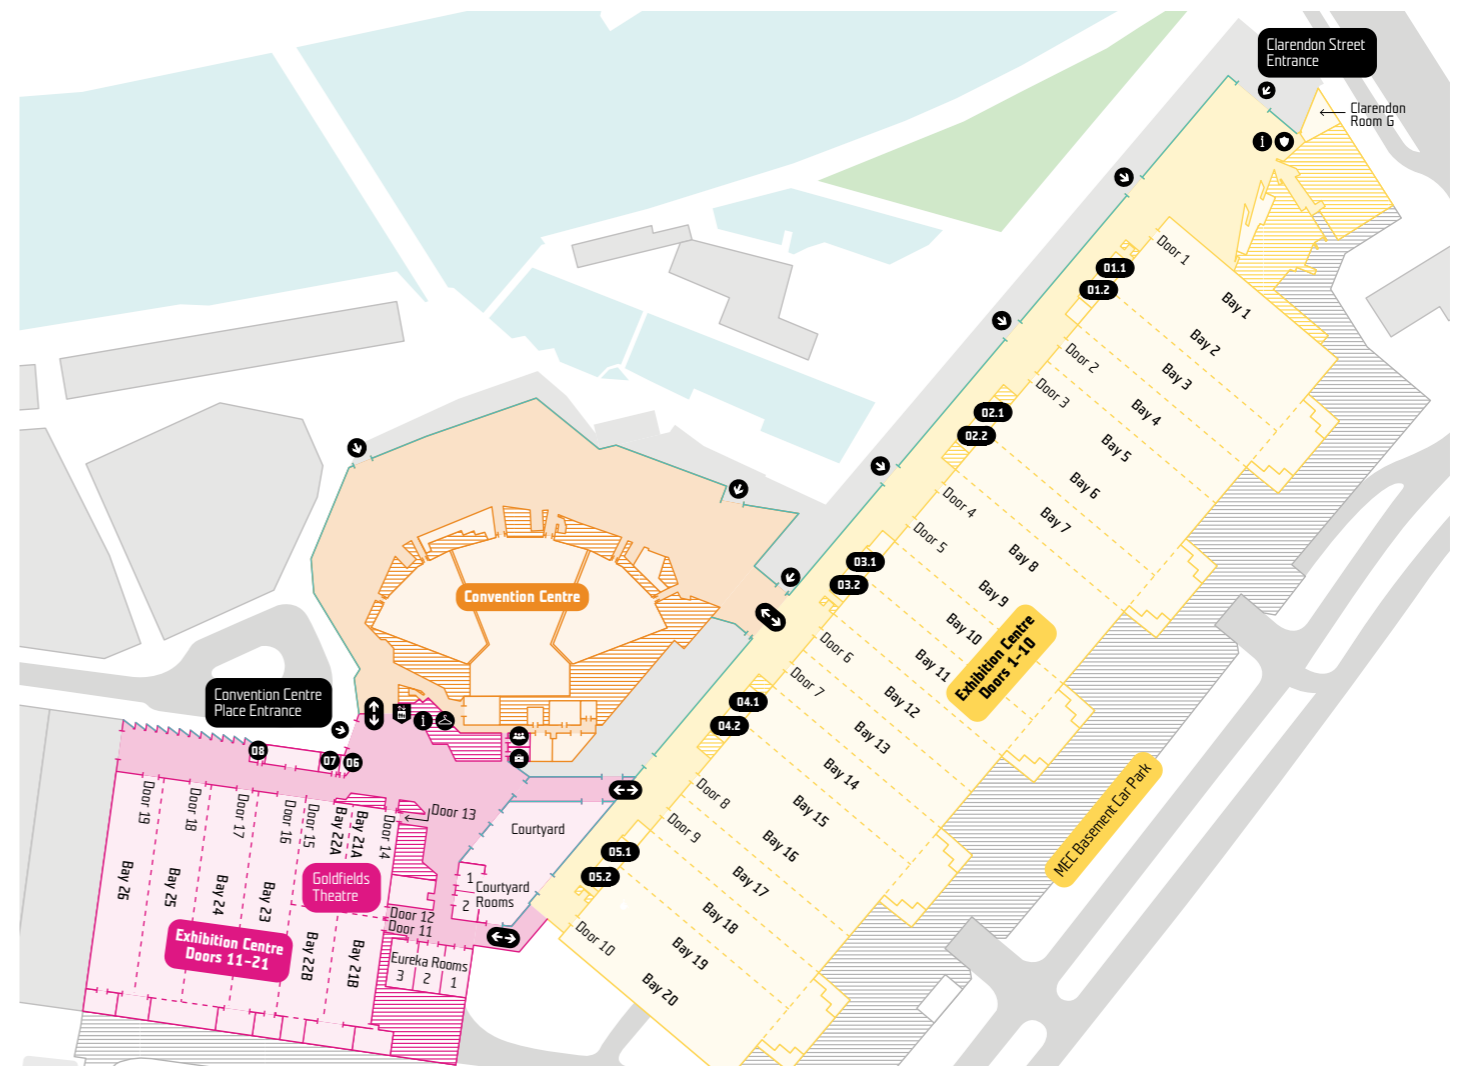 Clarendon Street
Entrance
Clarendon
Room G
i
Door 1
01.1
01.2
Bay 1
Bay 2
Door 2
Bay 3
Door 3
Bay 4
02.1
02.2
Bay 5
Bay 6
Door 4
Bay 7
Door 5
Bay 8
03.1
03.2
Bay 9
Bay 10
Door 6
Bay 11
Door 7
Bay 12
04.1
04.2
Bay 13
Bay 14
Door 8
Bay 15
Door 9
Bay 16
05.1
05.2
Bay 17
Bay 18
Door 10
Bay 19
Bay 20
Exhibition Centre
Doors 1-10
MEC Basement Car Park
Convention Centre
Convention Centre
Place Entrance
i
08
07
06
Door 19
Door 18
Door 17
Door 16
Door 15
Bay 22A
Bay 21A
Door 14
Door 13
Goldfields
Theatre
Bay 26
Bay 25
Bay 24
Bay 23
Bay 22B
Bay 21B
Exhibition Centre
Doors 11-21
Door 12
Door 11
Eureka Rooms
3
2
1
Courtyard
1
2
Courtyard
Rooms